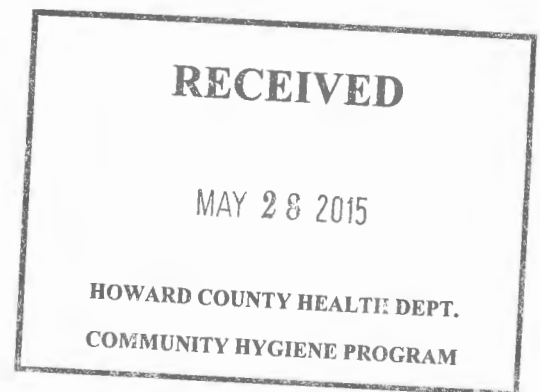 RECEIVED
MAY 28 2015
HOWARD COUNTY HEALTH DEPT.
COMMUNITY HYGIENE PROGRAM